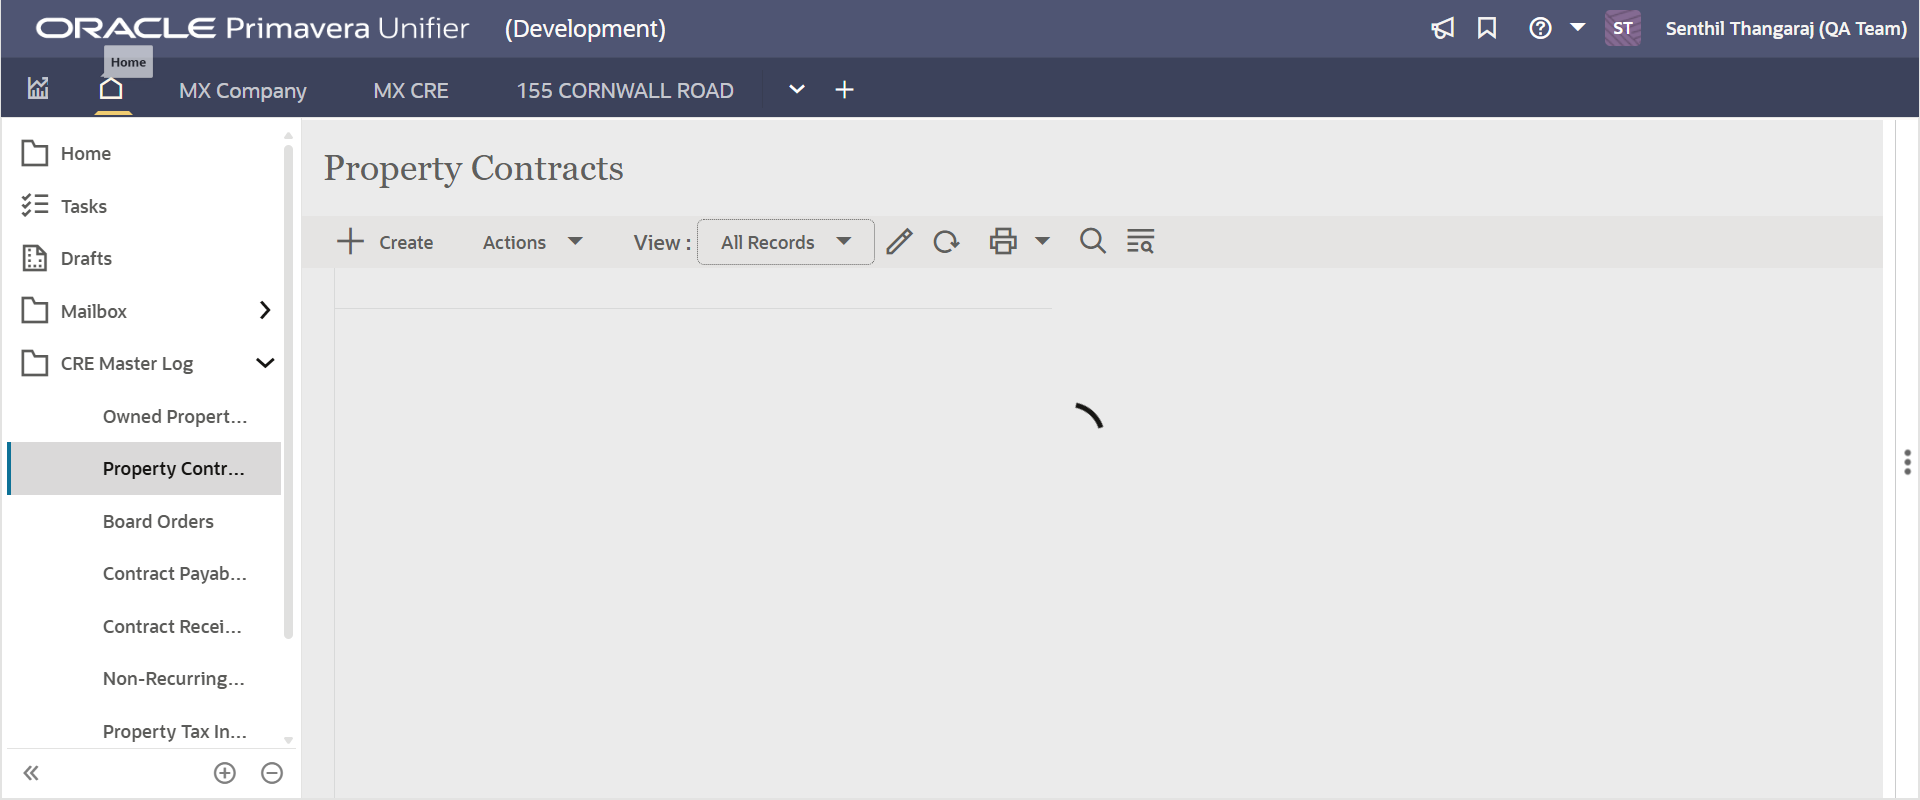 ORACLE Primavera Unifier (Development)
ST Senthil Thangaraj (QA Team)
Home
MX Company
MX CRE
155 CORNWALL ROAD
Home
Tasks
Drafts
Mailbox
CRE Master Log
Owned Propert...
Property Contr...
Board Orders
Contract Payab...
Contract Recei...
Non-Recurring...
Property Tax In...
Property Contracts
Create
Actions
View :
All Records